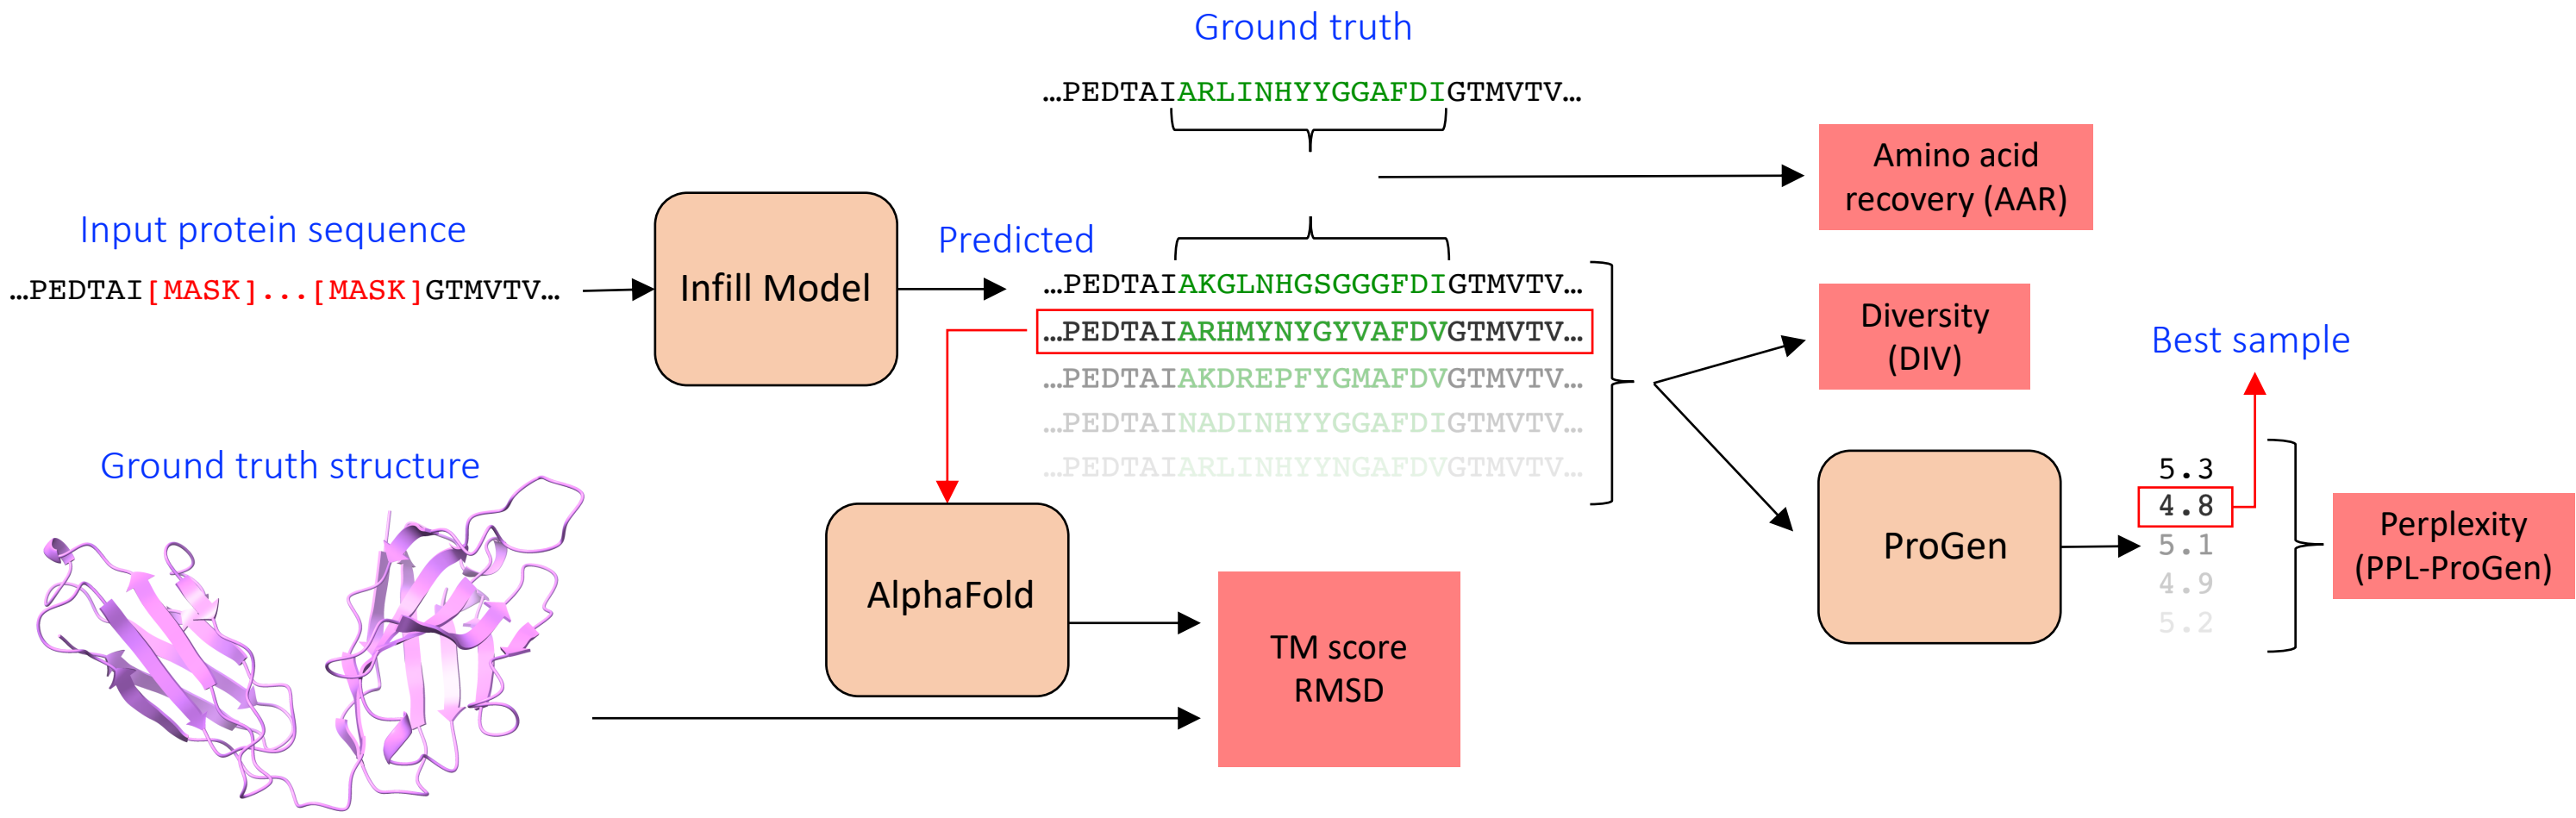 Ground truth
…PEDTAIARLINHYYGGAFDIGTMVTV…
Amino acid
recovery (AAR)
Input protein sequence
…PEDTAI[MASK]...[MASK]GTMVTV…
Infill Model
Predicted
…PEDTAIAKGLNHGSGGGFDIGTMVTV…
…PEDTAIARHMYNYGYVAFDVGTMVTV…
…PEDTAIAKDREPFYGMAFDVGTMVTV…
…PEDTAINADINHYYGGAFDIGTMVTV…
…PEDTAIARLINHYYNGAFDVGTMVTV…
Diversity
(DIV)
Best sample
Ground truth structure
AlphaFold
TM score
RMSD
ProGen
5.3
4.8
5.1
4.9
5.2
Perplexity
(PPL-ProGen)